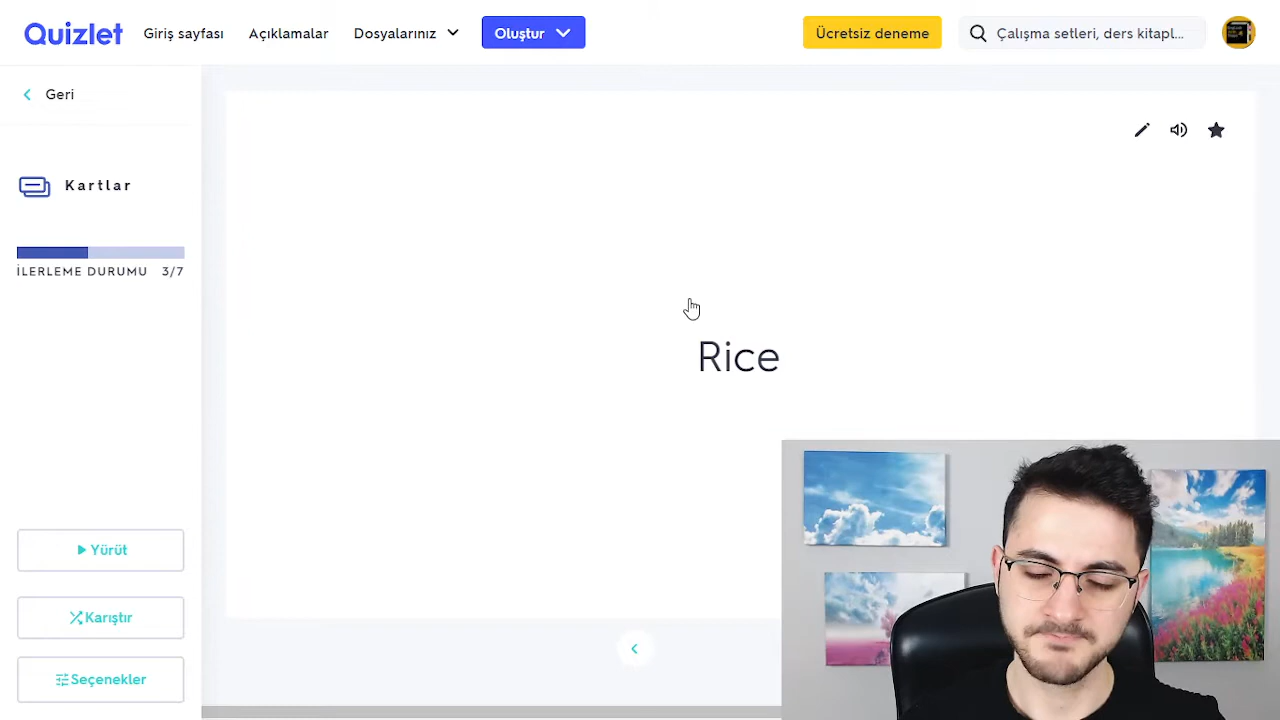 Quizlet
Giriş sayfası
Açıklamalar
Dosyalarınız
Oluştur
Ücretsiz deneme
Çalışma setleri, ders kitapl...
Geri
Kartlar
İLERLEME DURUMU 3/7
Rice
Yürüt
Karıştır
Seçenekler